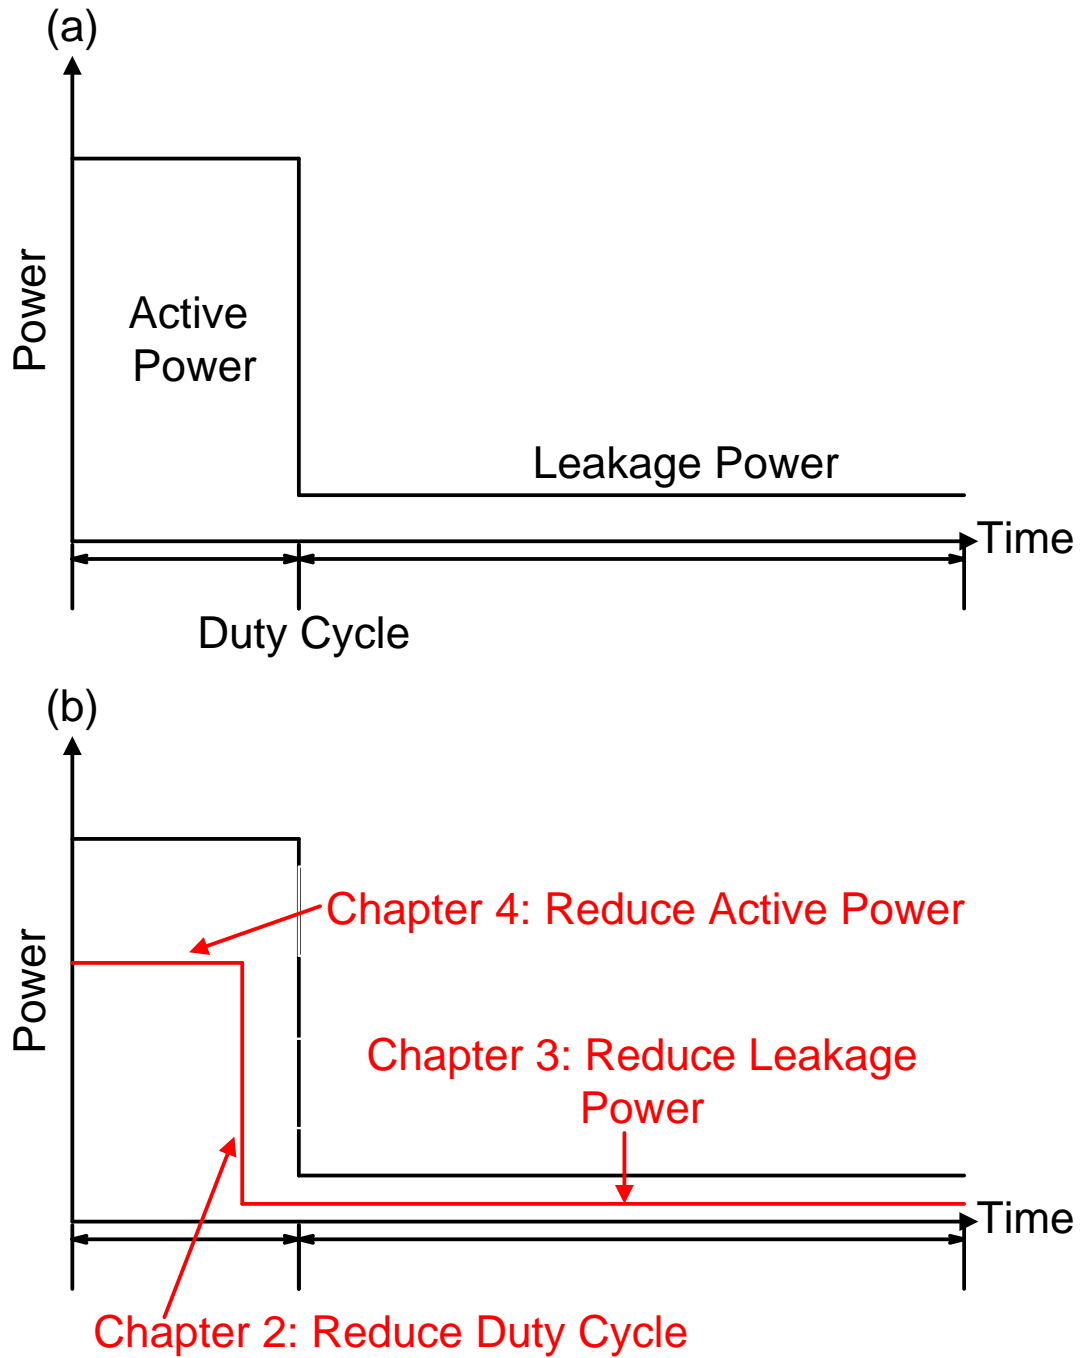 (a)
Power
Active
Power
Leakage Power
Time
Duty Cycle
(b)
Power
Chapter 4: Reduce Active Power
Chapter 3: Reduce Leakage
Power
Time
Chapter 2: Reduce Duty Cycle